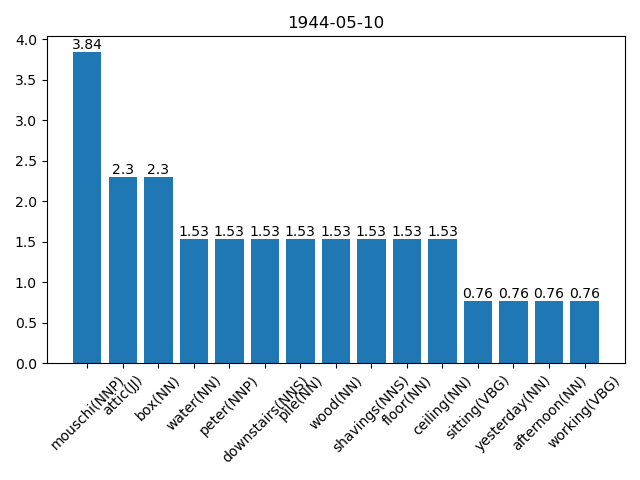 1944-05-10
4.0
3.5
3.0
2.5
2.0
1.5
1.0
0.5
0.0
3.84
2.3
2.3
1.53
1.53
1.53
1.53
1.53
1.53
1.53
1.53
0.76
0.76
0.76
0.76
mouschi(NNP)
attic(JJ)
box(NN)
water(NN)
peter(NNP)
downstairs(NNS)
pile(NN)
wood(NN)
shavings(NNS)
floor(NN)
ceiling(NN)
sitting(VBG)
yesterday(NN)
afternoon(NN)
working(VBG)